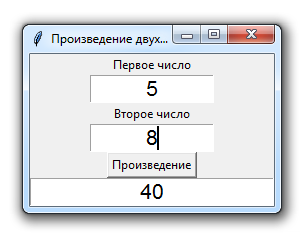 Произведение двух...
Первое число
5
Второе число
8
Произведение
40